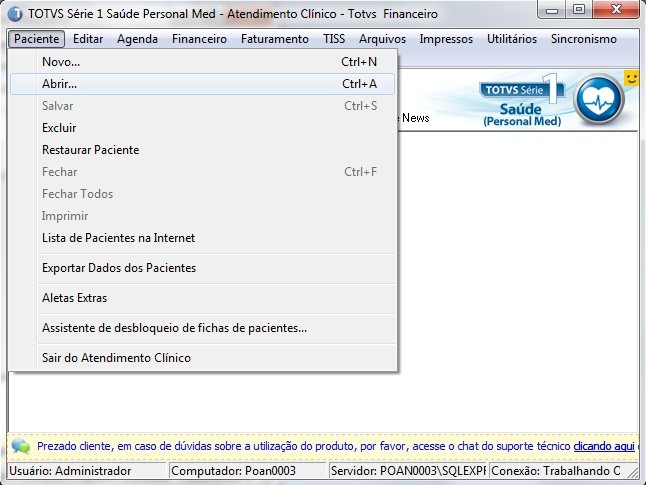 TOTVS Série 1 Saúde Personal Med - Atendimento Clínico - Totvs Financeiro
Paciente Editar Agenda Financeiro Faturamento TISS Arquivos Impressos Utilitários Sincronismo
Novo... Ctrl+N
Abrir... Ctrl+A
Salvar Ctrl+S
Excluir
Restaurar Paciente
Fechar Ctrl+F
Fechar Todos
Imprimir
Lista de Pacientes na Internet
Exportar Dados dos Pacientes
Aletas Extras
Assistente de desbloqueio de fichas de pacientes...
Sair do Atendimento Clínico
e News
TOTVS Série 1
Saúde
(Personal Med)
Prezado cliente, em caso de dúvidas sobre a utilização do produto, por favor, acesse o chat do suporte técnico clicando aqui
Usuário: Administrador Computador: Poan0003 Servidor: POAN0003\SQLEXPR Conexão: Trabalhando O